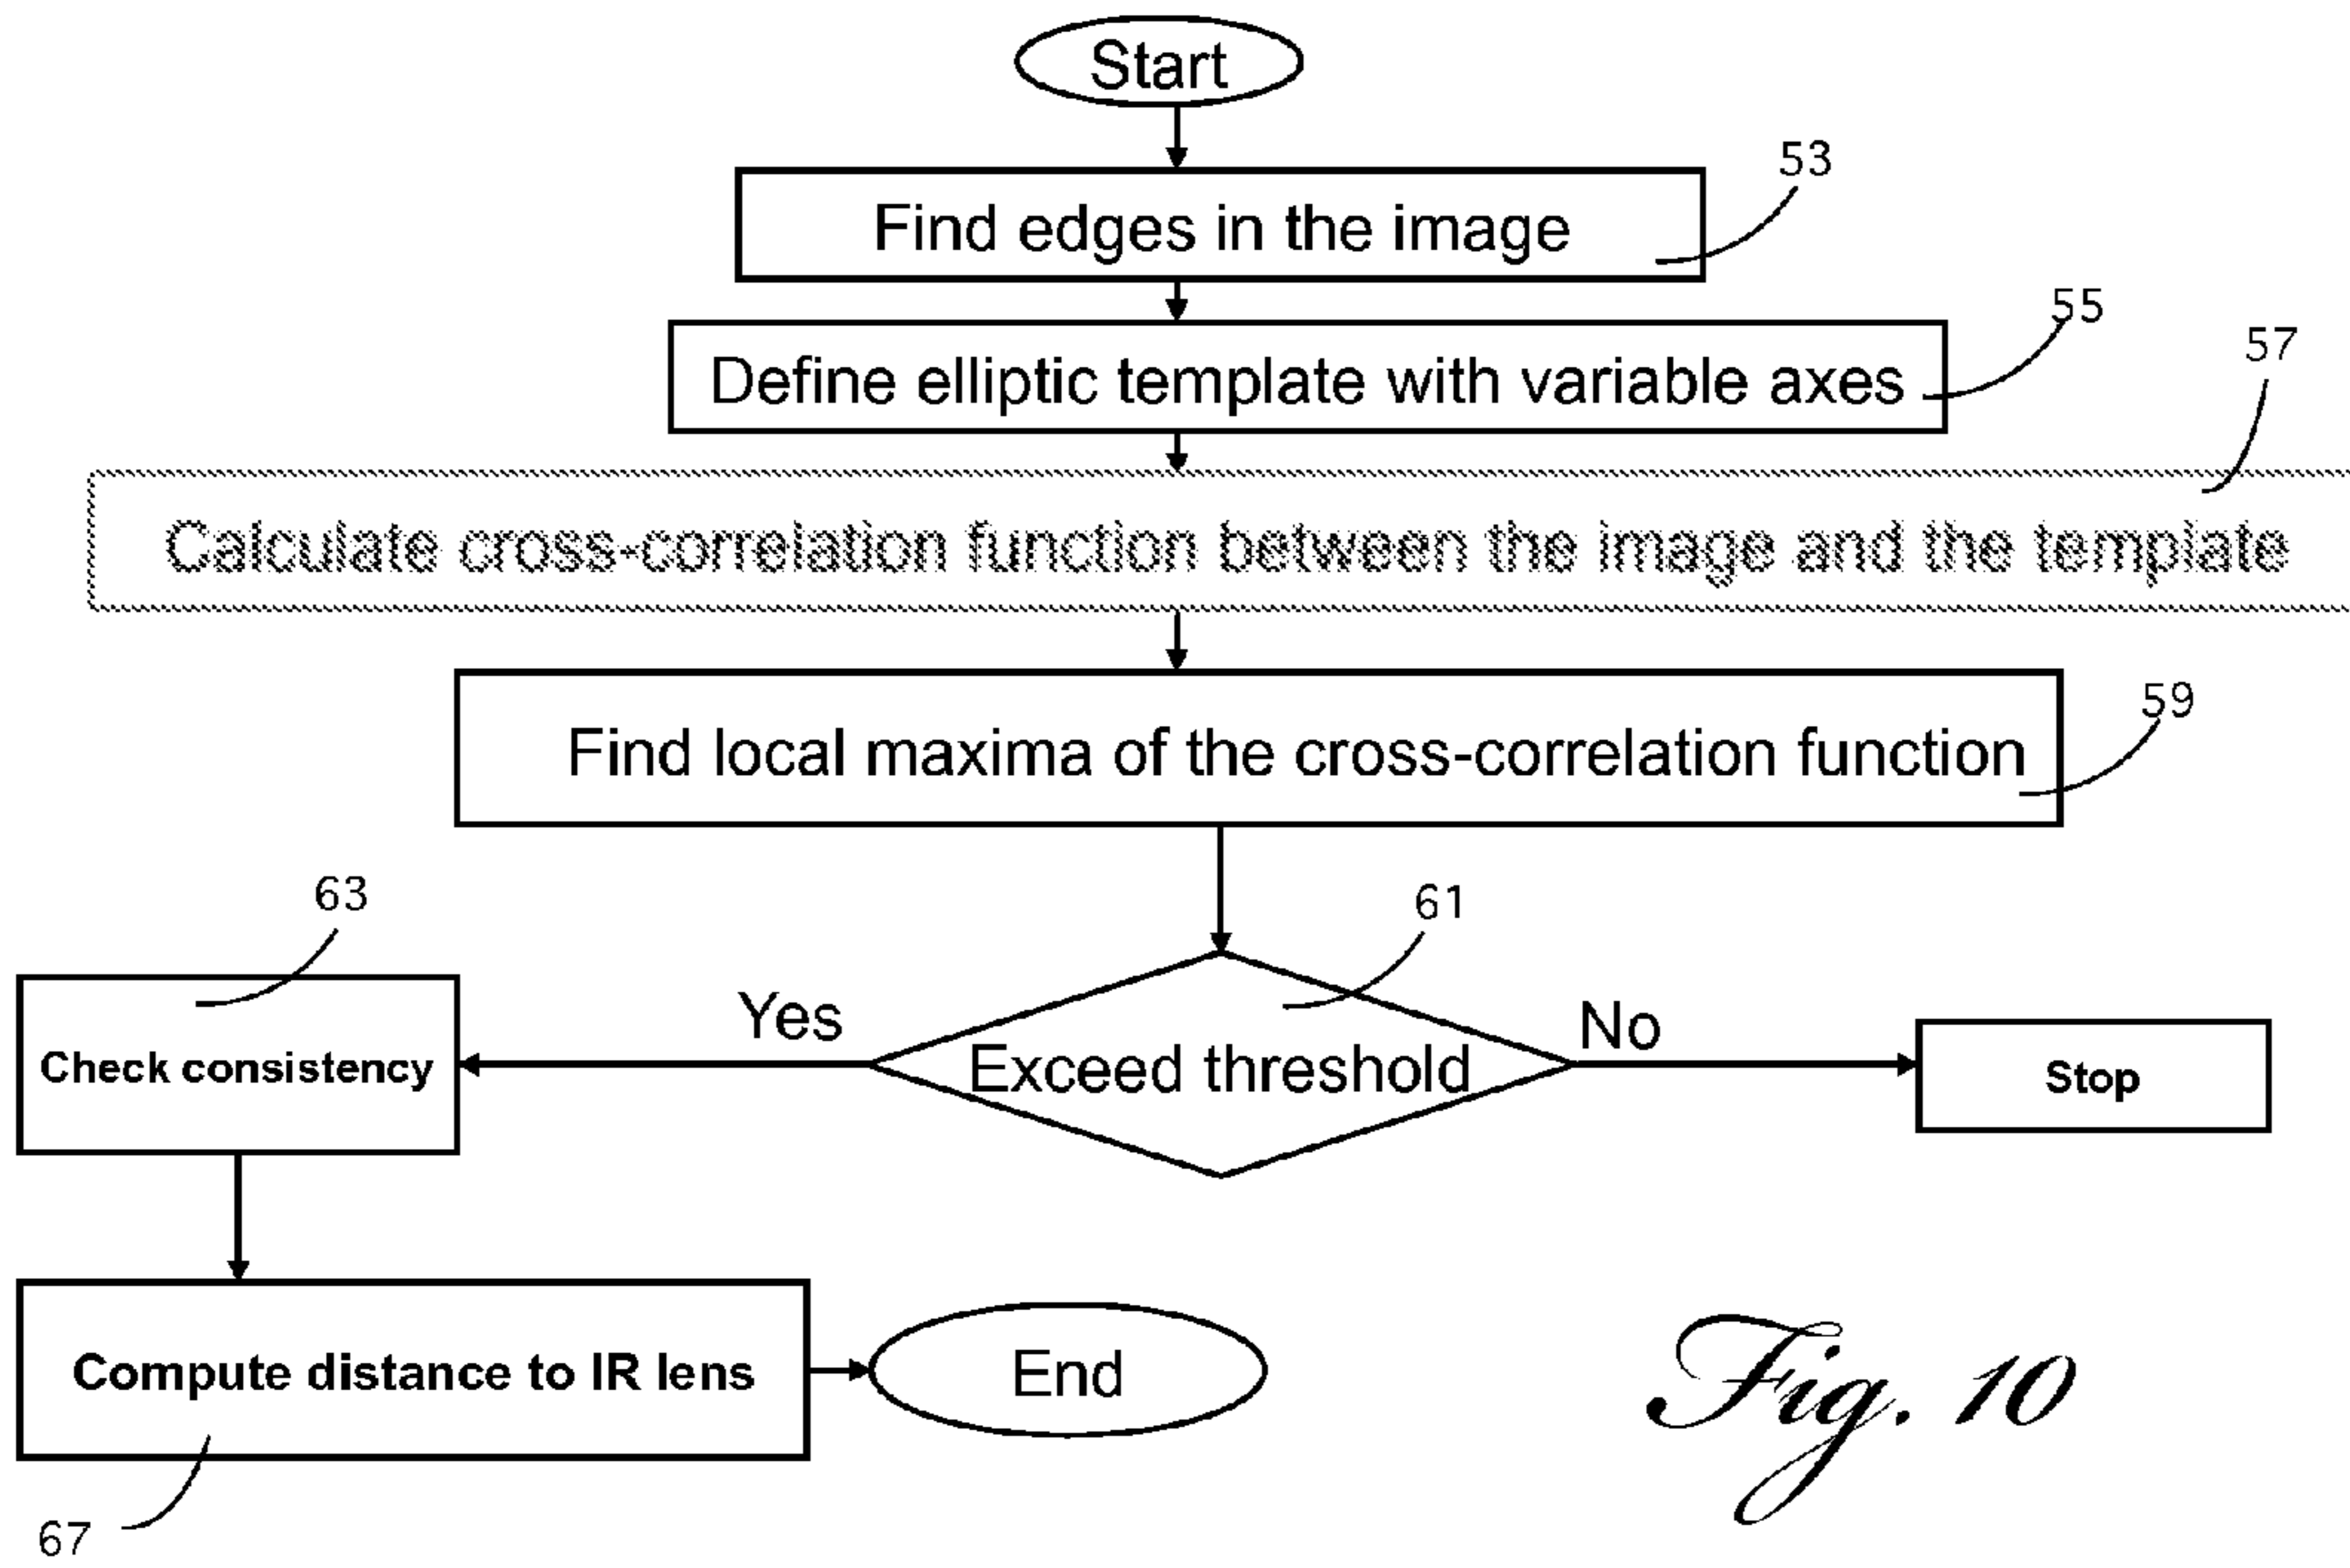 Start
53
Find edges in the image
55
Define elliptic template with variable axes
57
Calculate cross-correlation function between the image and the template
59
Find local maxima of the cross-correlation function
63
61
Yes
No
Check consistency
Exceed threshold
Stop
Compute distance to IR lens
End
67
Fig. 10